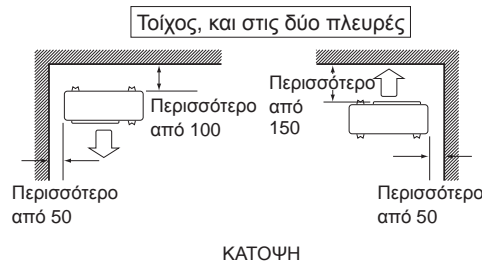 Τοίχος, και στις δύο πλευρές
Περισσότερο
από 100
Περισσότερο
από
150
Περισσότερο
από 50
Περισσότερο
από 50
ΚΑΤΟΨΗ